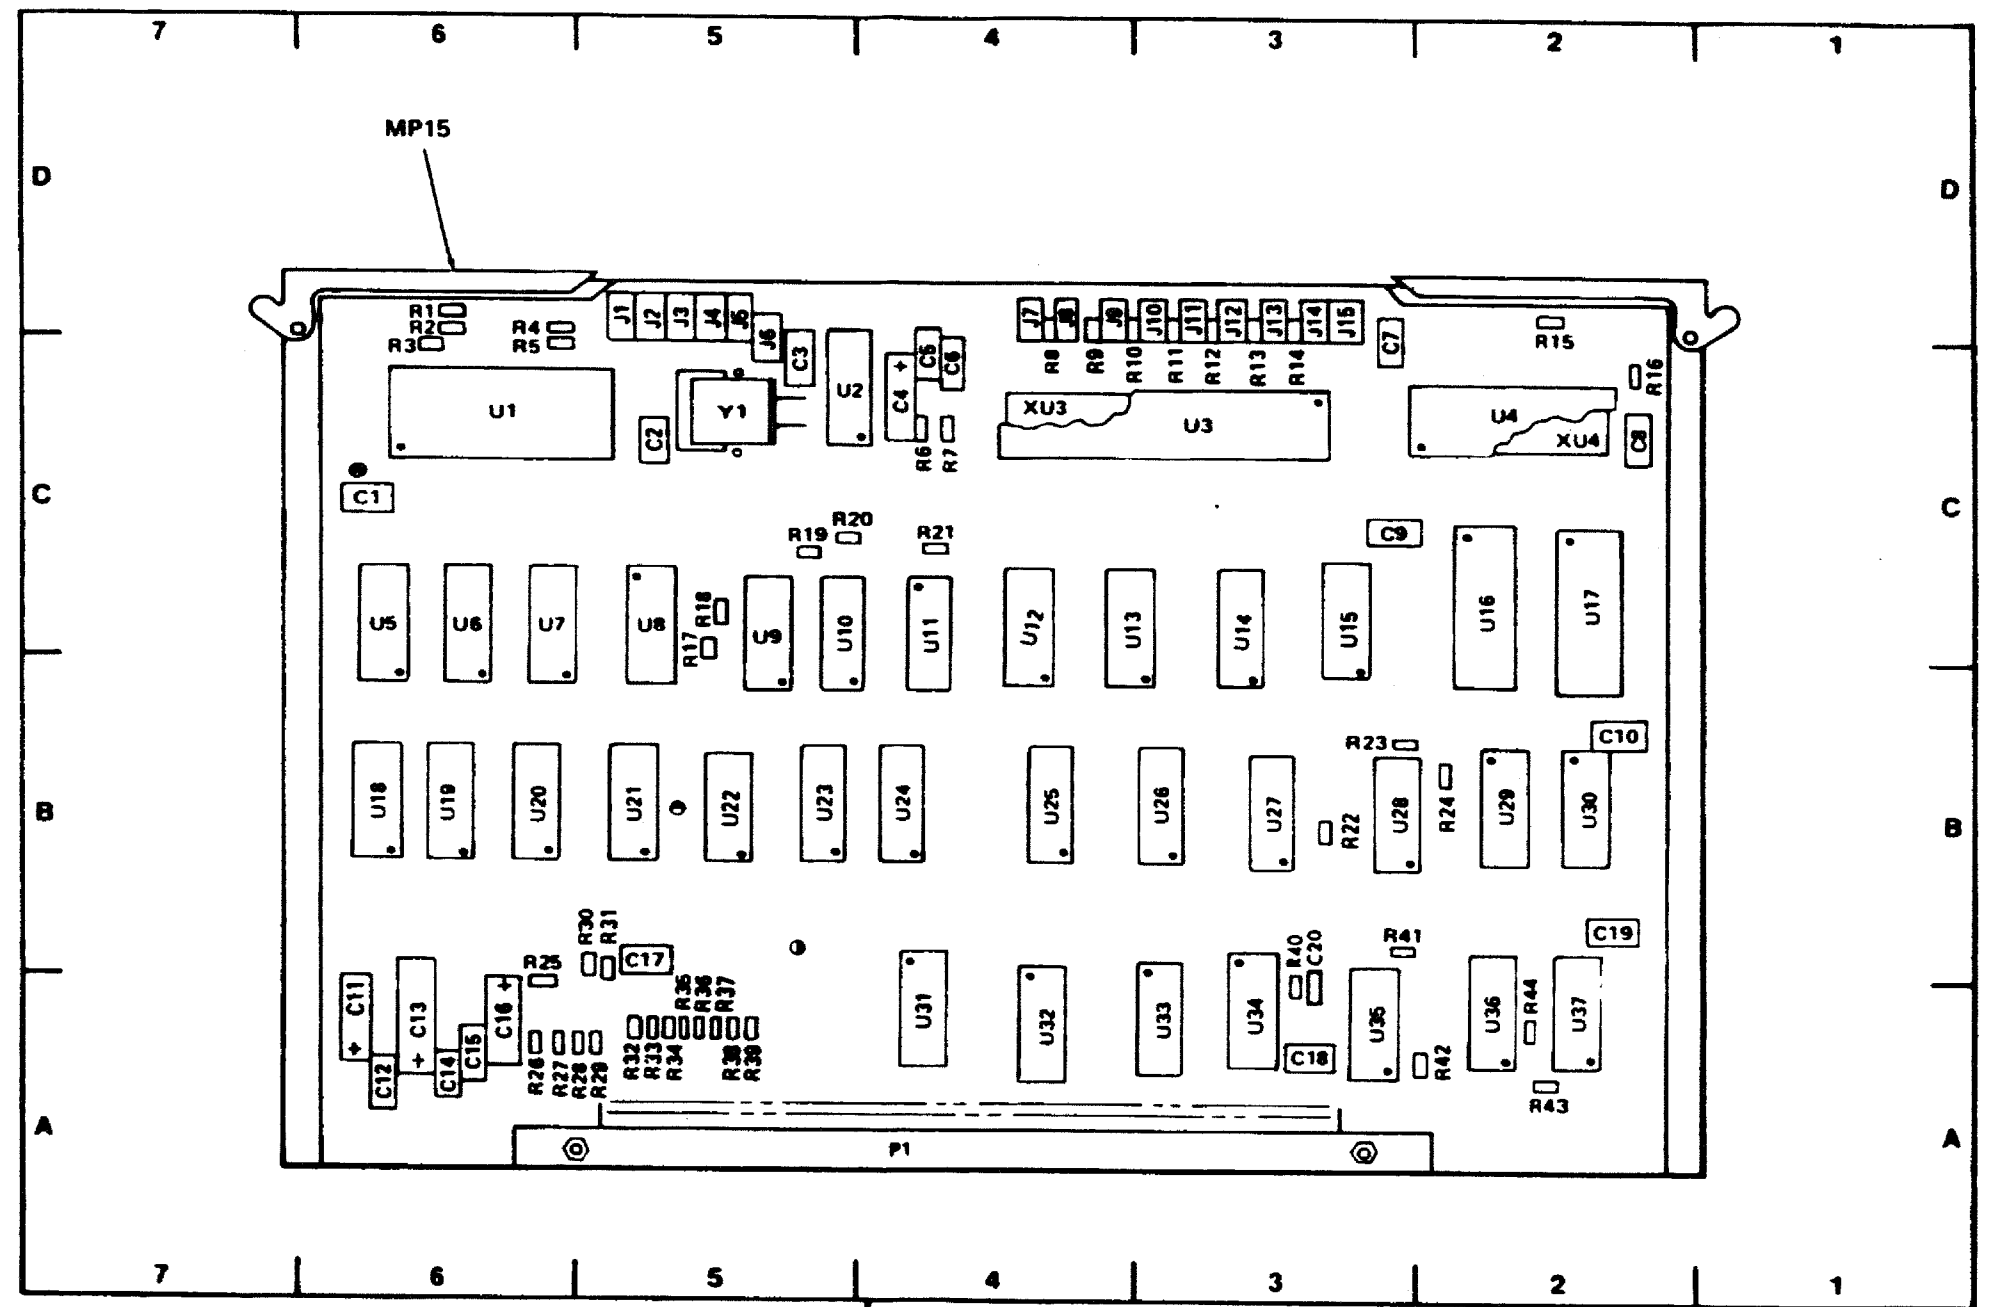 7 6 5 4 3 2 1
MP15
D D
R1
R2 R4
R3 R5
J1 J2 J3 J4 J5 J6
J7 J8 J9 J10 J11 J12 J13 J14 J15
R8 R9 R10 R11 R12 R13 R14
C3 C5 C6 C7
R15
R16
U1 C2 Y1 U2 C4 + R6 R7
XU3 U3
U4 XU4 C8
C C
C1
R19 R20 R21 C9
U5 U6 U7 U8 R17 R18 U9 U10 U11 U12 U13 U14 U15 U16 U17
R23 C10
B B
U18 U19 U20 U21 U22 U23 U24 U25 U26 U27 R22 U28 R24 U29 U30
R30 R31 C17
R25
R40 C20 R41 C19
C11 + C12 C13 + C14 C15 C16 +
R26 R27 R28 R29
R35 R36 R37
R32 R33 R34 R38 R39
U31 U32 U33 U34 C18 U35 R42 U36 R44 U37
R43
A A
P1
7 6 5 4 3 2 1